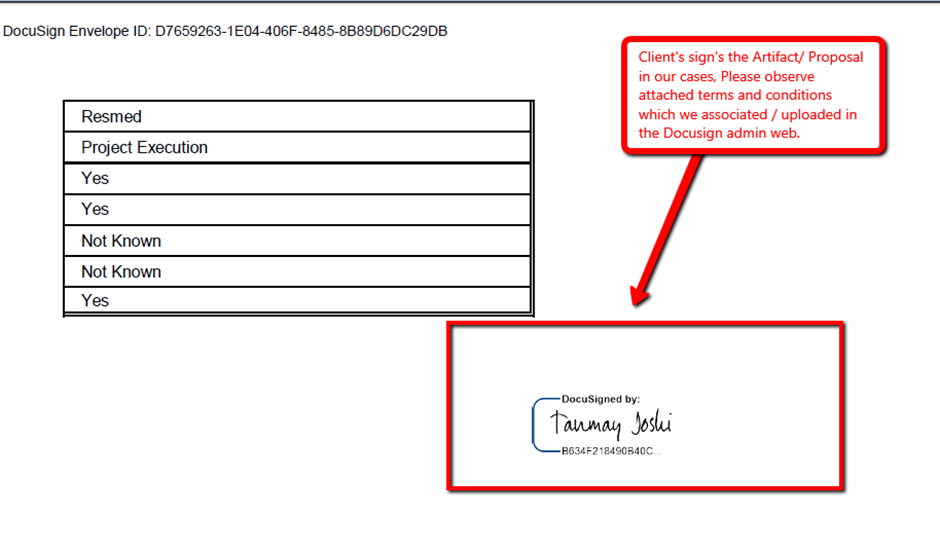 DocuSign Envelope ID: D7659263-1E04-406F-8485-8B89D6DC29DB
Client's sign's the Artifact/ Proposal
in our cases, Please observe
attached terms and conditions
which we associated / uploaded in
the Docusign admin web.
Resmed
Project Execution
Yes
Yes
Not Known
Not Known
Yes
DocuSigned by:
Tanmay Joshi
B634F218490B40C...